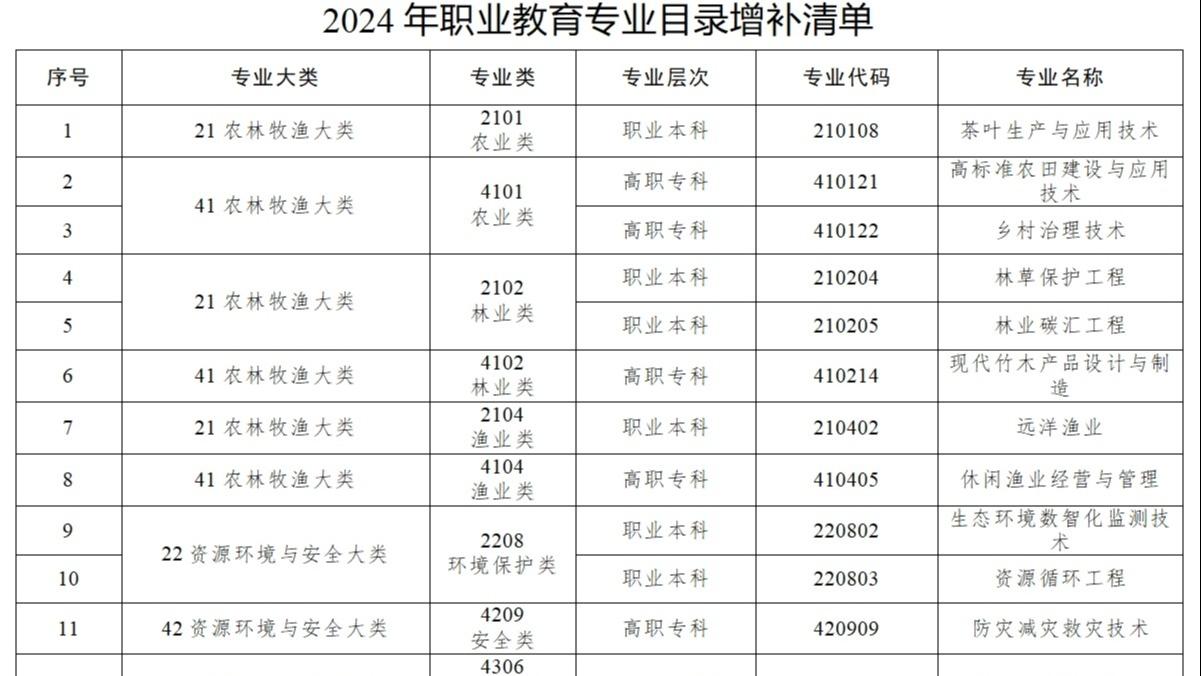 2024 年职业教育专业目录增补清单
序号 专业大类 专业类 专业层次 专业代码 专业名称
1 21 农林牧渔大类 2101 农业类 职业本科 210108 茶叶生产与应用技术
2 41 农林牧渔大类 4101 农业类 高职专科 410121 高标准农田建设与应用技术
3 高职专科 410122 乡村治理技术
4 21 农林牧渔大类 2102 林业类 职业本科 210204 林草保护工程
5 职业本科 210205 林业碳汇工程
6 41 农林牧渔大类 4102 林业类 高职专科 410214 现代竹木产品设计与制造
7 21 农林牧渔大类 2104 渔业类 职业本科 210402 远洋渔业
8 41 农林牧渔大类 4104 渔业类 高职专科 410405 休闲渔业经营与管理
9 22 资源环境与安全大类 2208 环境保护类 职业本科 220802 生态环境数智化监测技术
10 职业本科 220803 资源循环工程
11 42 资源环境与安全大类 4209 安全类 高职专科 420909 防灾减灾救灾技术
4306